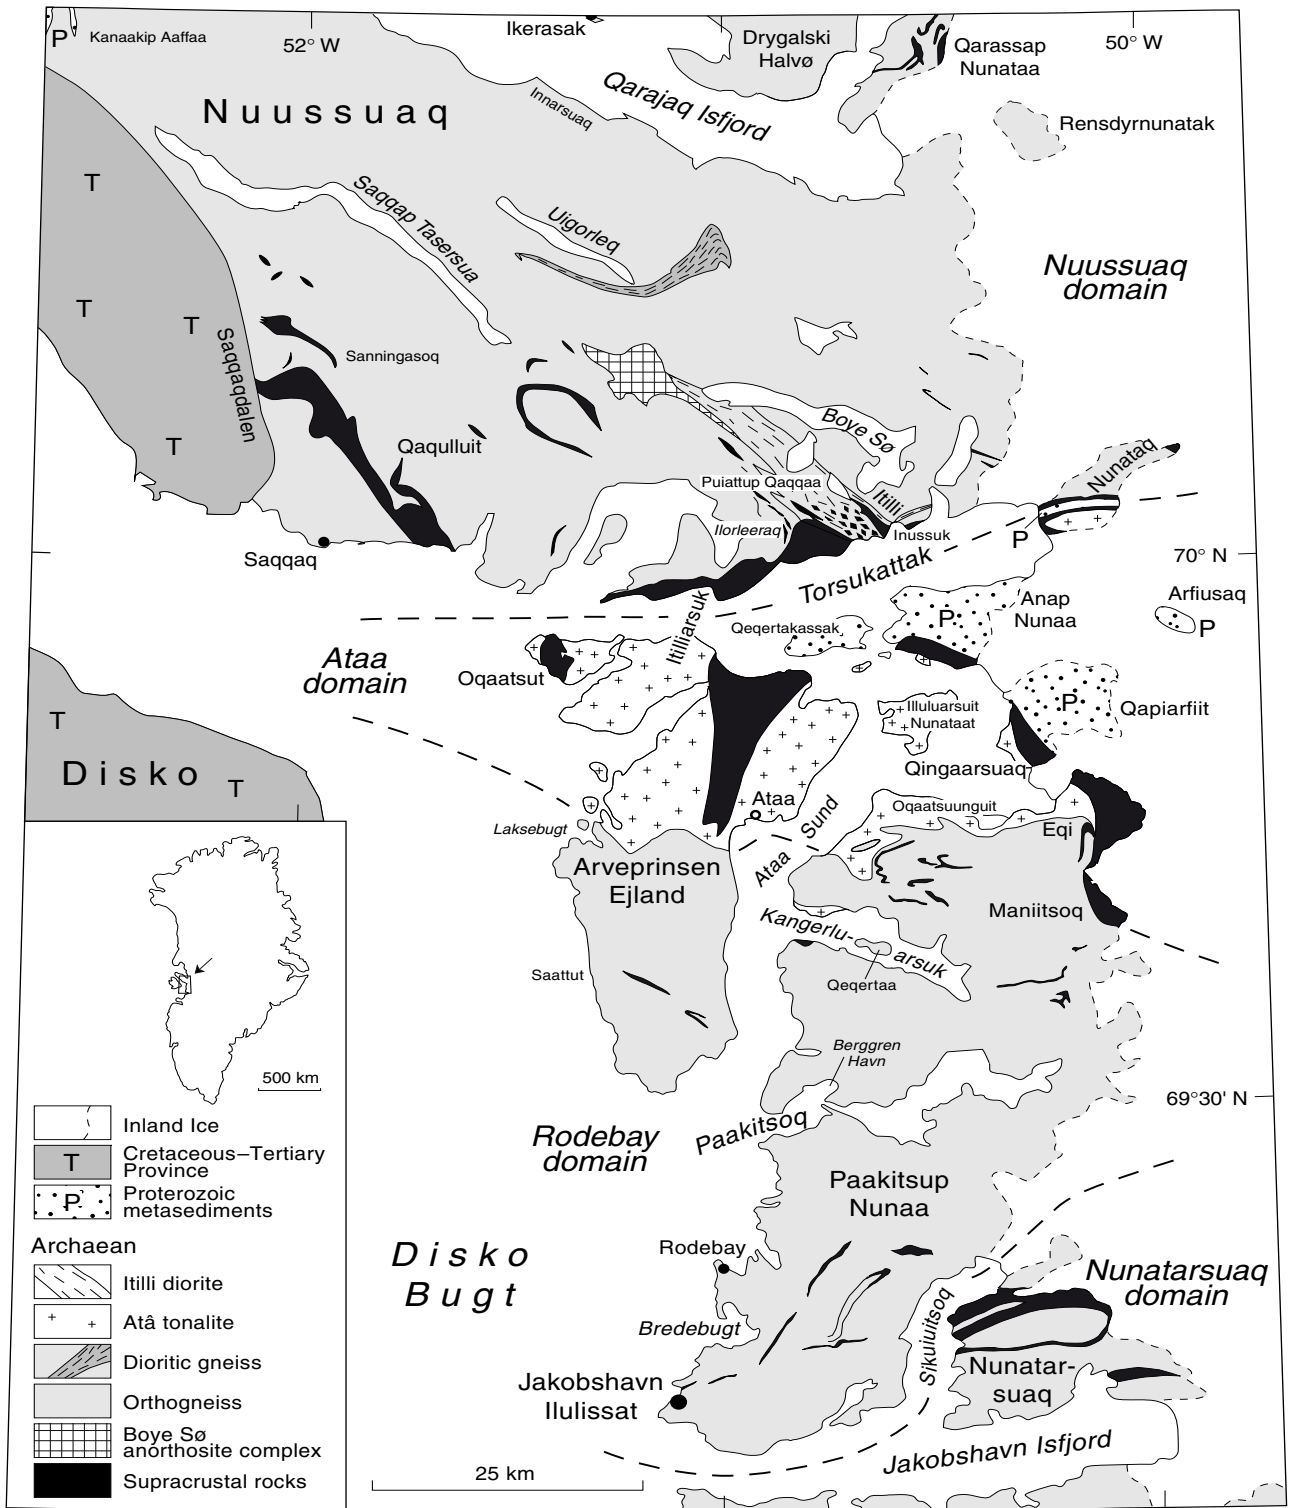 Ikerasak
P
Kanaakip Aaffaa
52° W
Drygalski
Halvø
Qarassap
Nunataa
50° W
Nuussuaq
Innarsuaq
Qarajaq Isfjord
Rensdyrnunatak
T
Saqqap Tasersua
Uigorleq
Nuussuaq
domain
T
T
Saqqaqdalen
Sanningasoq
T
Qaqulluit
Boye Sø
Puiattup Qaqqaa
Itilli
Nunataq
Ilorleeraq
Inussuk
P
Saqqaq
Torsukattak
70° N
Itilliarsuk
Qeqertakassak
P
Anap
Nunaa
Arfiusaq
P
Ataa
domain
Oqaatsut
Illuluarsuit
Nunataat
P
Qapiarfiit
T
Disko
T
Qingaarsuaq
Ataa
Ataa Sund
Oqaatsuunguit
Eqi
Laksebugt
Arveprinsen
Ejland
Maniitsoq
Kangerlu-
arsuk
Saattut
Qeqertaa
Berggren
Havn
500 km
69°30' N
Paakitsoq
Rodebay
domain
Paakitsup
Nunaa
Inland Ice
T
Cretaceous–Tertiary
Province
P
Proterozoic
metasediments
Archaean
Itilli diorite
Atâ tonalite
Dioritic gneiss
Orthogneiss
Boye Sø
anorthosite complex
Supracrustal rocks
Disko
Bugt
Rodebay
Bredebugt
Sikuiuitsoq
Nunatarsuaq
domain
Nunatar-
suaq
Jakobshavn
Ilulissat
Jakobshavn Isfjord
25 km